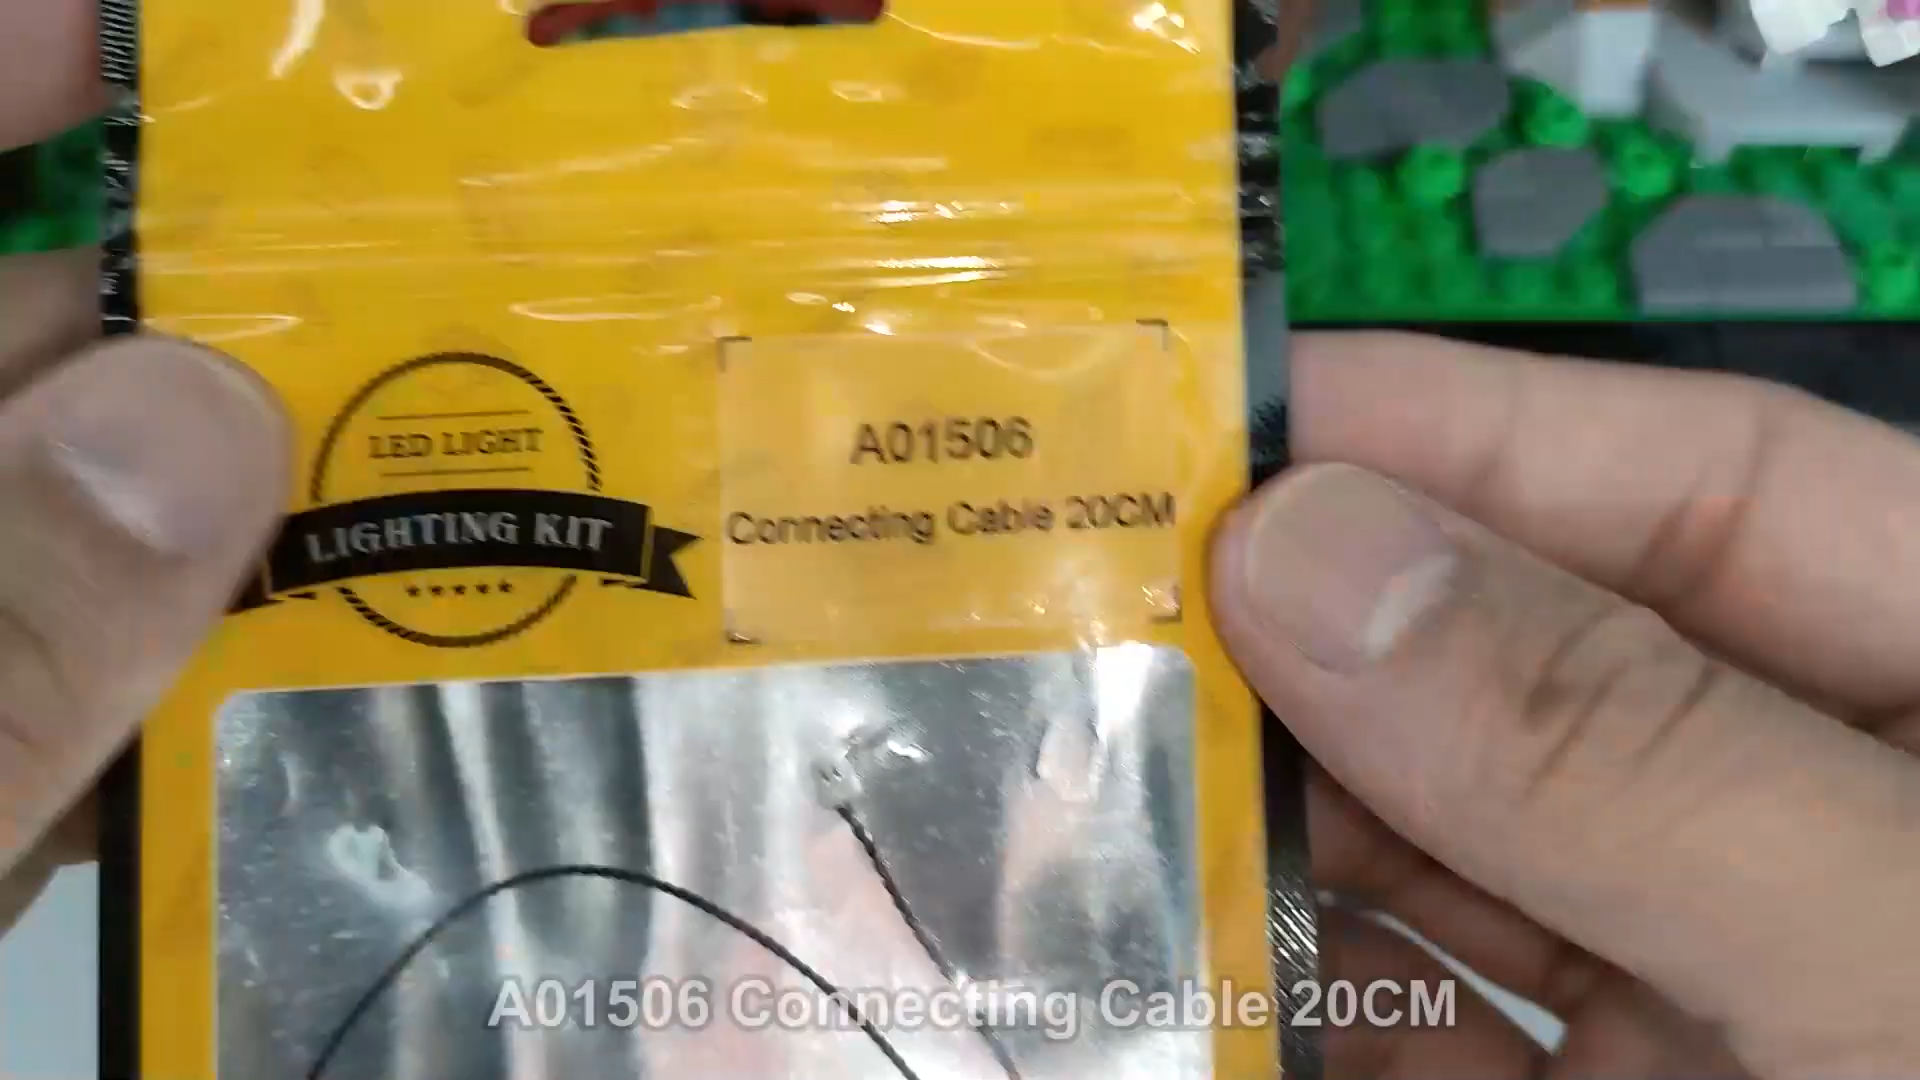 LED LIGHT
LIGHTING KIT
A01506
Connecting Cable 20CM
A01506 Connecting Cable 20CM